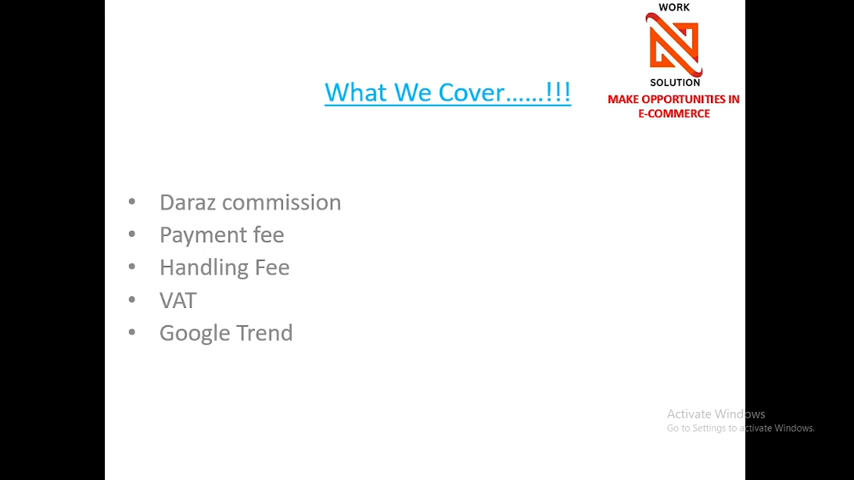 WORK
SOLUTION
MAKE OPPORTUNITIES IN
E-COMMERCE
What We Cover......!!!
• Daraz commission
• Payment fee
• Handling Fee
• VAT
• Google Trend
Activate Windows
Go to Settings to activate Windows.